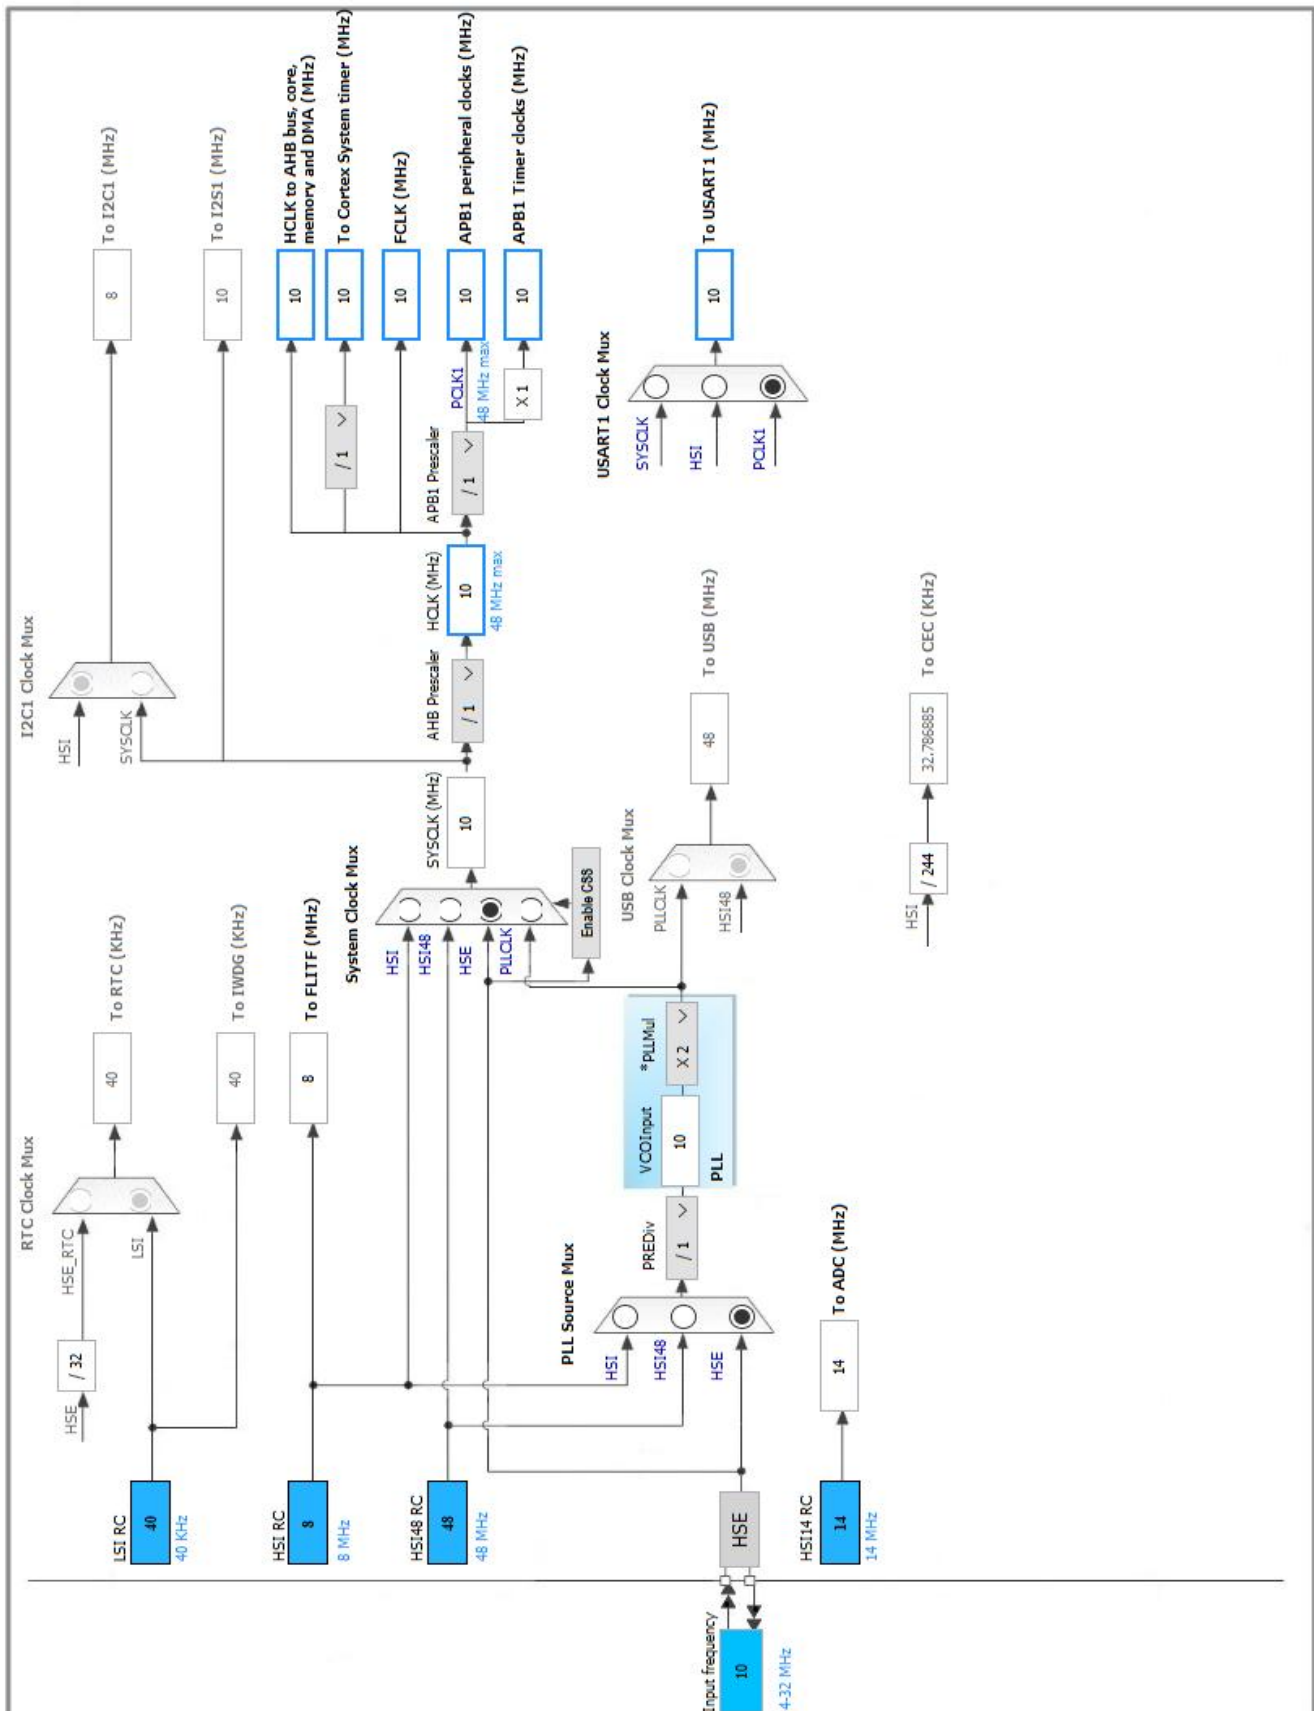 RTC Clock Mux
HSE
/ 32
HSE_RTC
LSI
40
To RTC (KHz)
LSI RC
40
40 KHz
40
To IWDG (KHz)
HSI RC
8
8 MHz
8
To FLITF (MHz)
HSI48 RC
48
48 MHz
System Clock Mux
HSI
HSI48
HSE
PLLCLK
Enable CSS
SYSCLK (MHz)
10
I2C1 Clock Mux
HSI
SYSCLK
8
To I2C1 (MHz)
10
To I2S1 (MHz)
AHB Prescaler
/ 1
HCLK (MHz)
10
48 MHz max
10
HCLK to AHB bus, core,
memory and DMA (MHz)
/ 1
10
To Cortex System timer (MHz)
10
FCLK (MHz)
APB1 Prescaler
/ 1
PCLK1
48 MHz max
10
APB1 peripheral clocks (MHz)
X 1
10
APB1 Timer clocks (MHz)
Input frequency
10
4-32 MHz
HSE
PLL Source Mux
HSI
HSI48
HSE
PREDiv
/ 1
VCOInput
10
*PLLMul
X 2
PLL
USB Clock Mux
PLLCLK
HSI48
48
To USB (MHz)
USART1 Clock Mux
SYSCLK
HSI
PCLK1
10
To USART1 (MHz)
HSI14 RC
14
14 MHz
14
To ADC (MHz)
HSI
/ 244
32.786885
To CEC (KHz)